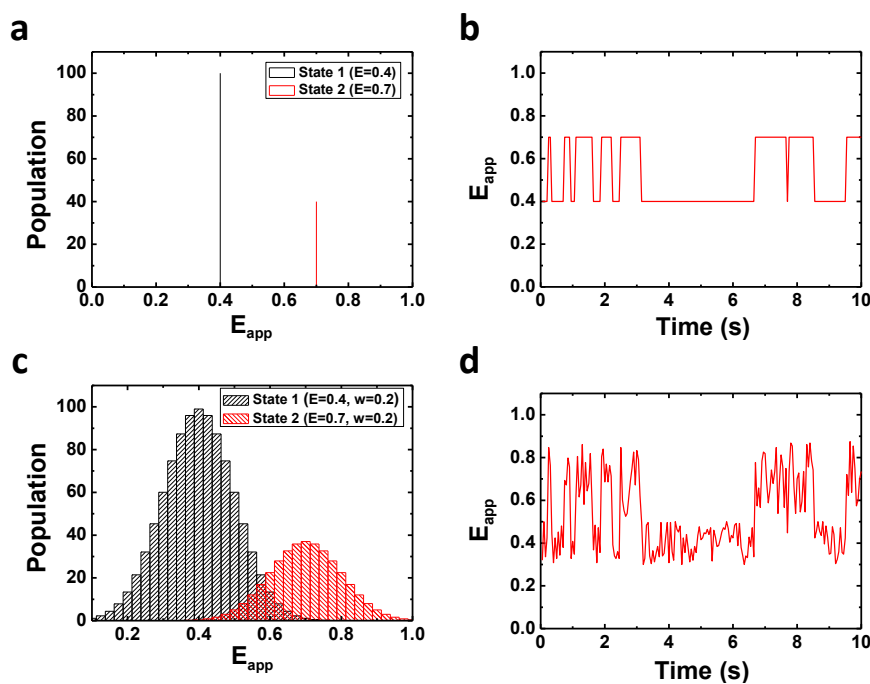 a
100
80
60
40
20
0
Population
State 1 (E=0.4)
State 2 (E=0.7)
0.0 0.2 0.4 0.6 0.8 1.0
Eapp
b
1.0
0.8
0.6
0.4
0.2
0.0
Eapp
0 2 4 6 8 10
Time (s)
c
100
80
60
40
20
0
Population
State 1 (E=0.4, w=0.2)
State 2 (E=0.7, w=0.2)
0.2 0.4 0.6 0.8 1.0
Eapp
d
1.0
0.8
0.6
0.4
0.2
0.0
Eapp
0 2 4 6 8 10
Time (s)